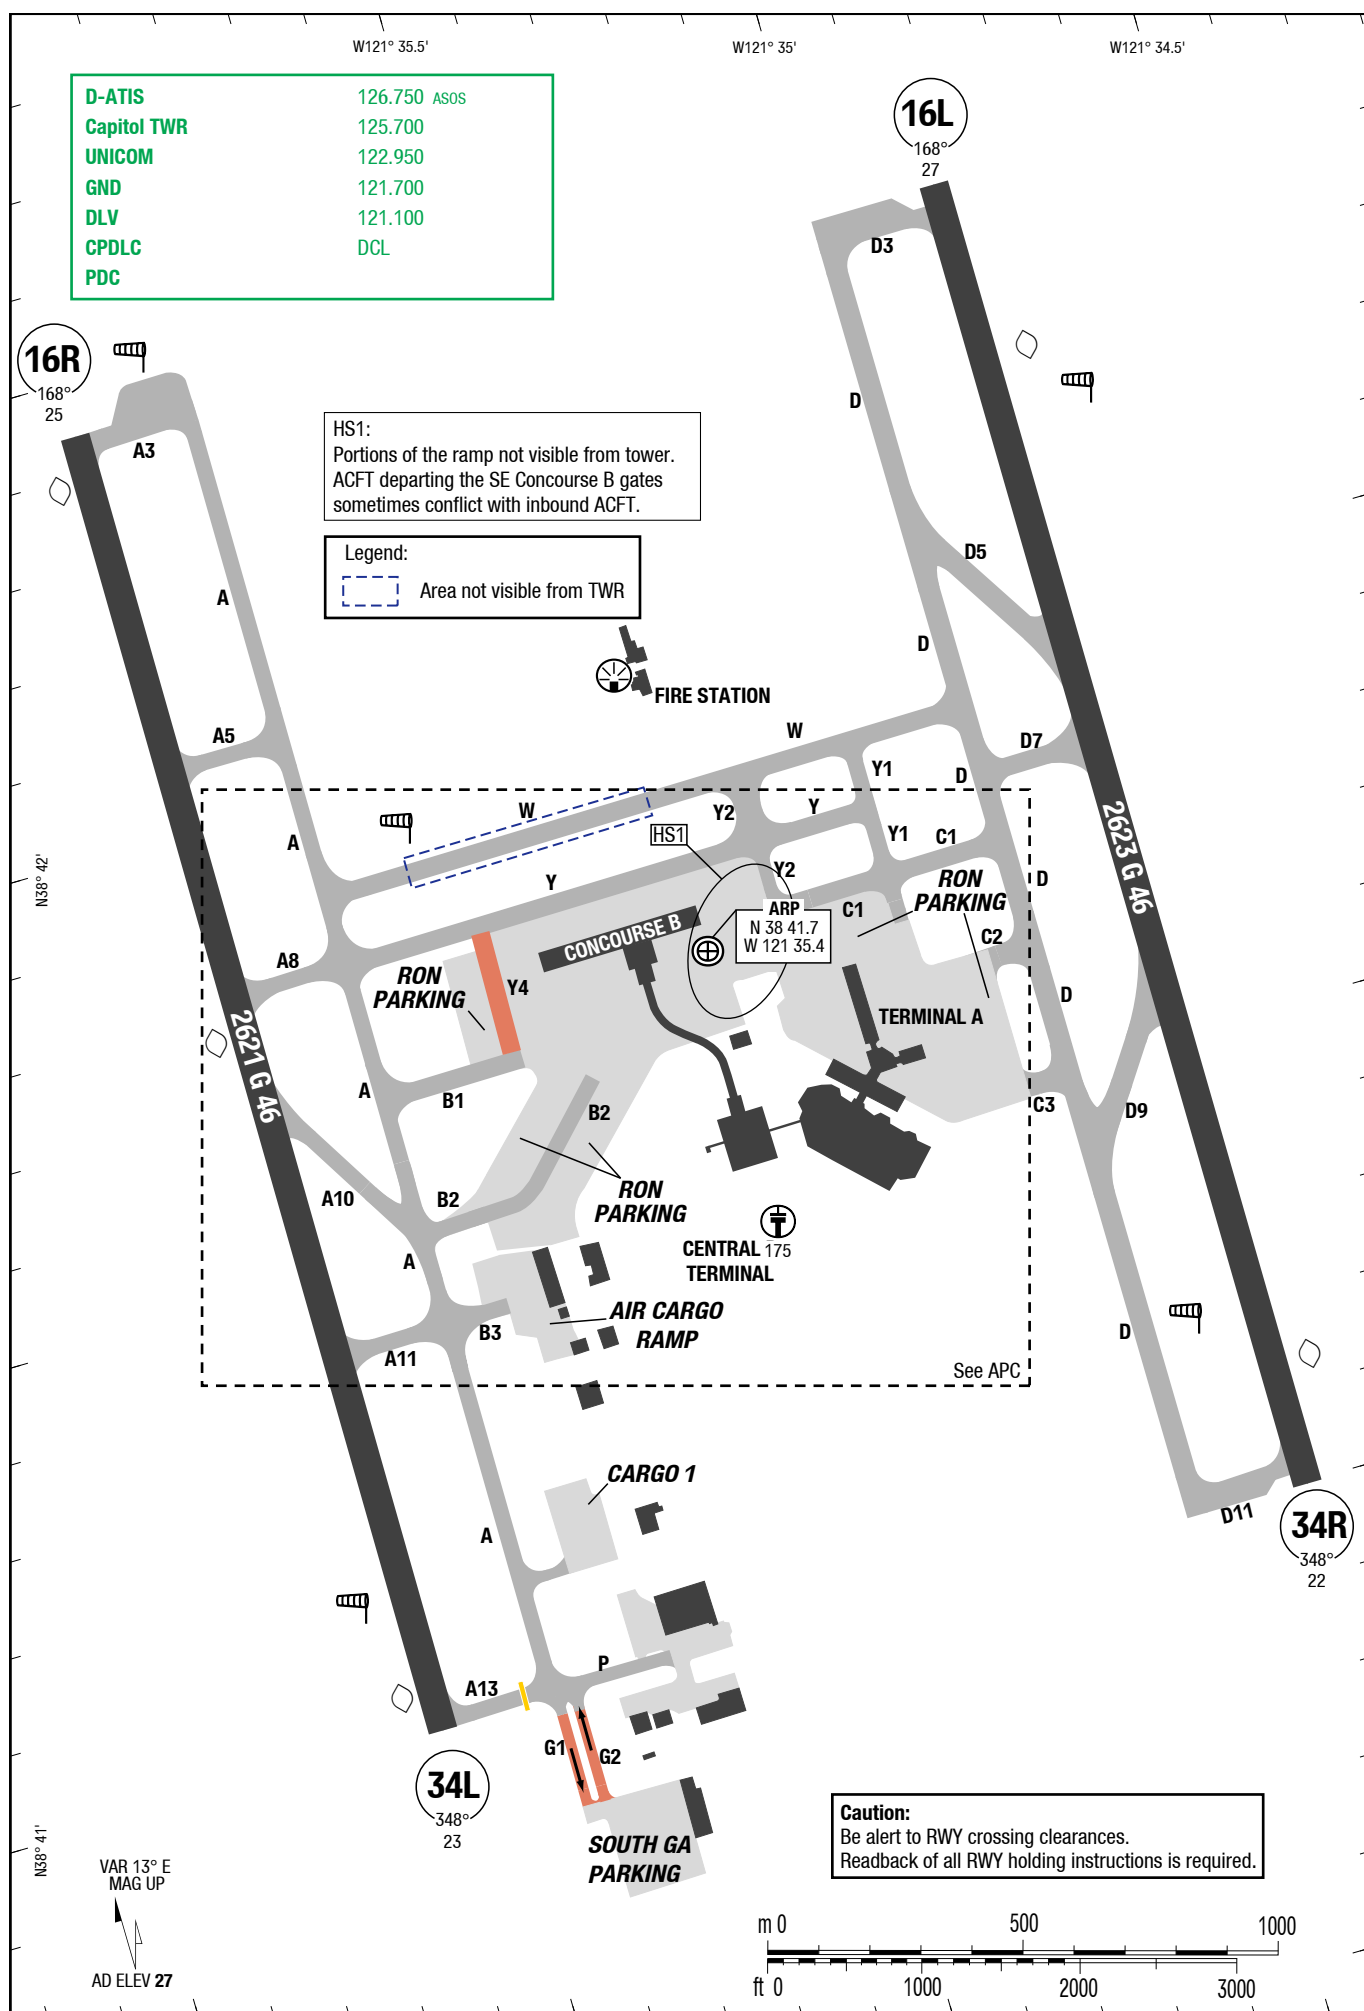 W121° 35.5'
W121° 35'
W121° 34.5'
D-ATIS 126.750 ASOS
Capitol TWR 125.700
UNICOM 122.950
GND 121.700
DLV 121.100
CPDLC DCL
PDC
16L
168°
27
D3
16R
168°
25
D
A3
HS1:
Portions of the ramp not visible from tower.
ACFT departing the SE Concourse B gates
sometimes conflict with inbound ACFT.
Legend:
Area not visible from TWR
D5
A
D
FIRE STATION
W
A5
D7
Y1
D
W
Y2
Y
2623 G 46
HS1
Y1
C1
A
N38° 42'
Y
Y2
RON
PARKING
D
ARP
N 38 41.7
W 121 35.4
C1
CONCOURSE B
C2
A8
RON
PARKING
Y4
D
TERMINAL A
2621 G 46
A
B1
B2
C3
D9
A10
B2
RON
PARKING
CENTRAL
TERMINAL
175
A
AIR CARGO
RAMP
B3
D
A11
See APC
CARGO 1
D11
34R
348°
22
A
P
A13
G1
G2
34L
348°
23
Caution:
Be alert to RWY crossing clearances.
Readback of all RWY holding instructions is required.
SOUTH GA
PARKING
N38° 41'
VAR 13° E
MAG UP
AD ELEV 27
m 0 500 1000
ft 0 1000 2000 3000